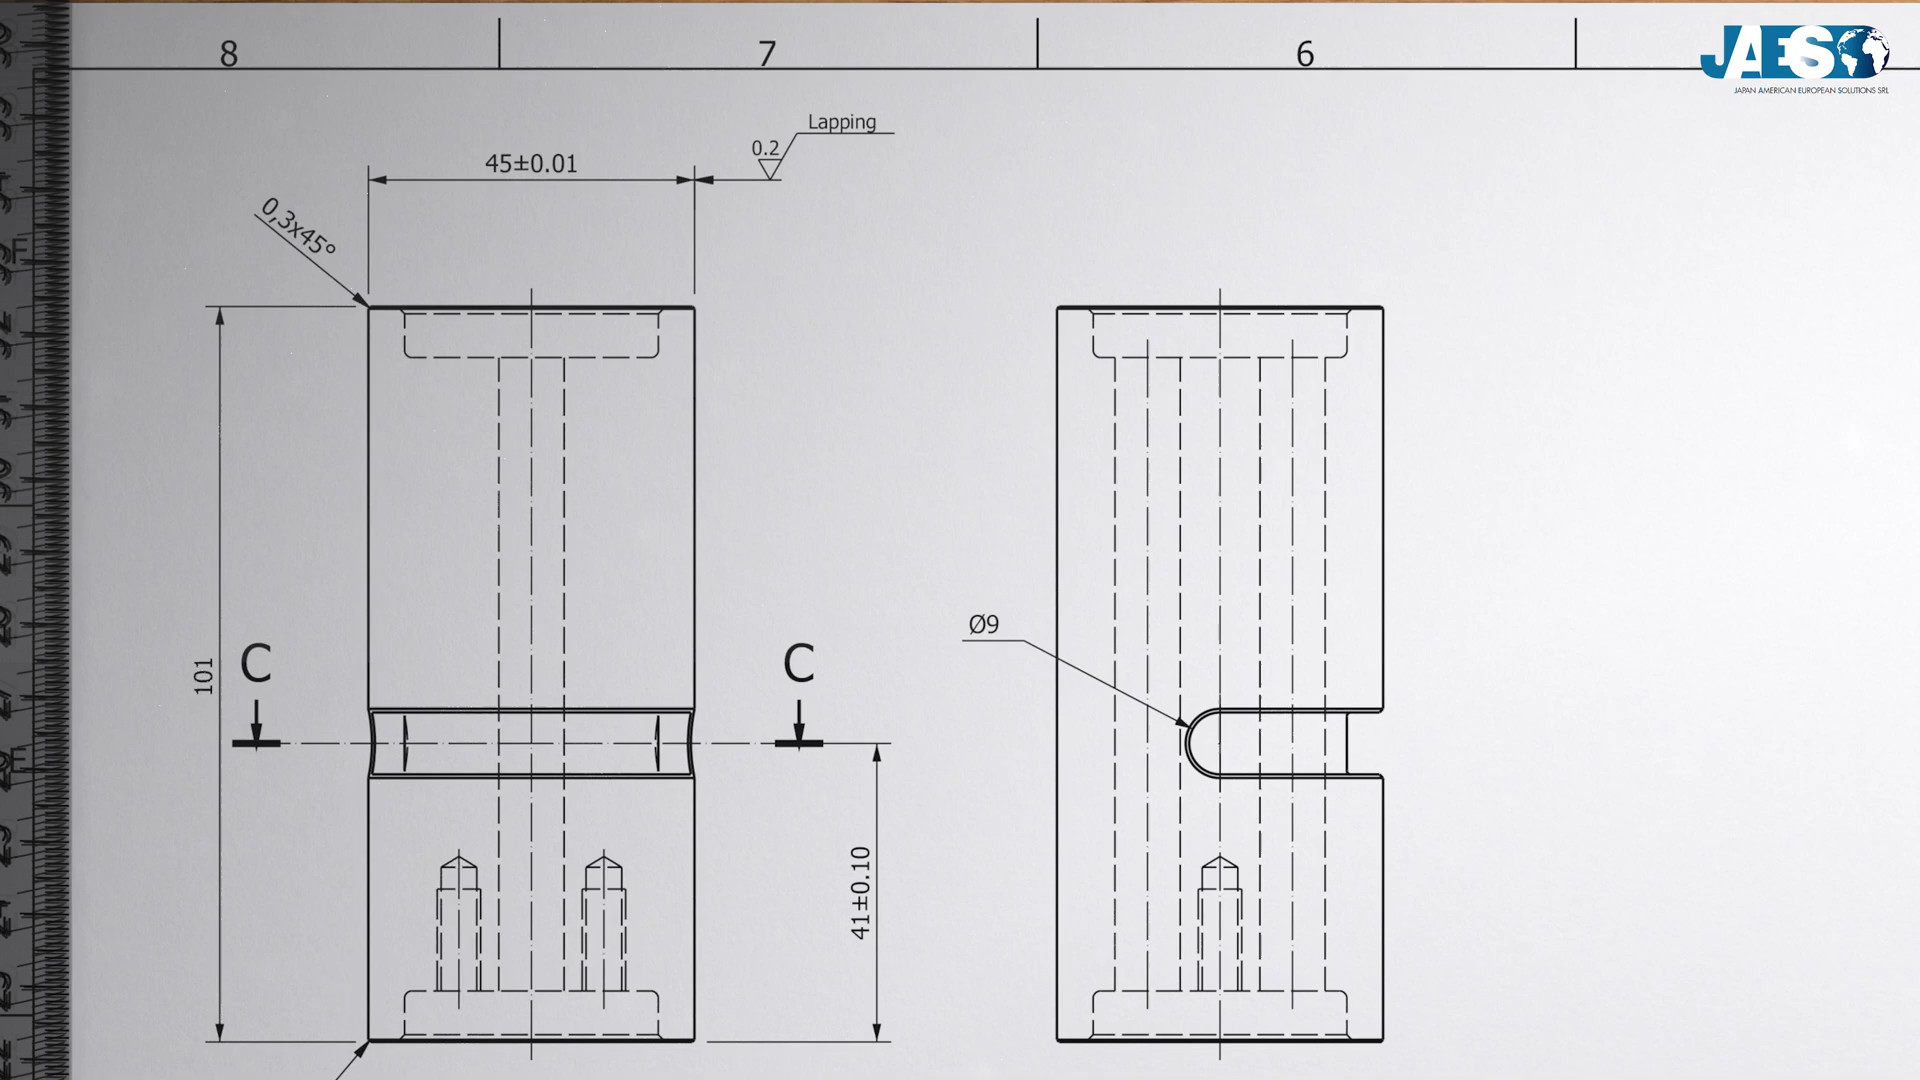 8
7
6
JAES
JAPAN AMERICAN EUROPEAN SOLUTIONS SRL
Lapping
0.2
45±0.01
0,3x45°
F
C
C
101
Ø9
E
41±0.10